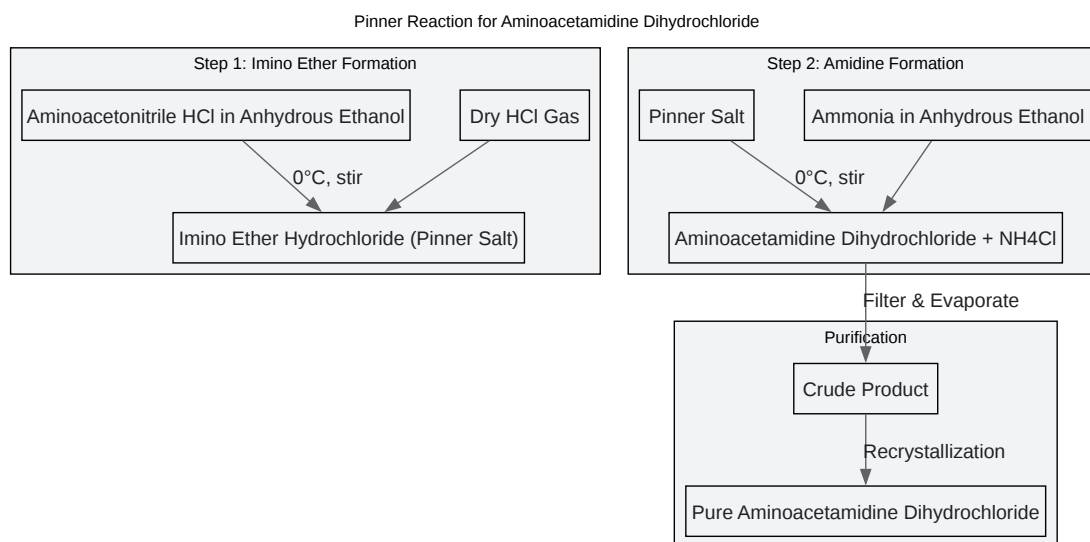 Pinner Reaction for Aminoacetamidine Dihydrochloride
Step 1: Imino Ether Formation
Aminoacetonitrile HCl in Anhydrous Ethanol
Dry HCl Gas
0°C, stir
Imino Ether Hydrochloride (Pinner Salt)
Step 2: Amidine Formation
Pinner Salt
Ammonia in Anhydrous Ethanol
0°C, stir
Aminoacetamidine Dihydrochloride + NH4Cl
Filter & Evaporate
Purification
Crude Product
Recrystallization
Pure Aminoacetamidine Dihydrochloride